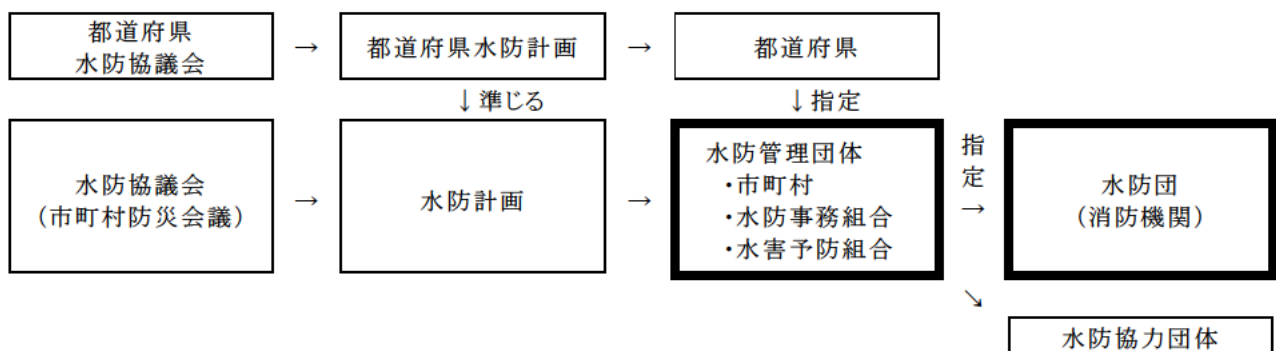 都道府県
水防協議会
→
都道府県水防計画
→
都道府県
↓準じる
↓指定
水防協議会
(市町村防災会議)
→
水防計画
→
水防管理団体
・市町村
・水防事務組合
・水害予防組合
指定
→
水防団
(消防機関)
↘
水防協力団体